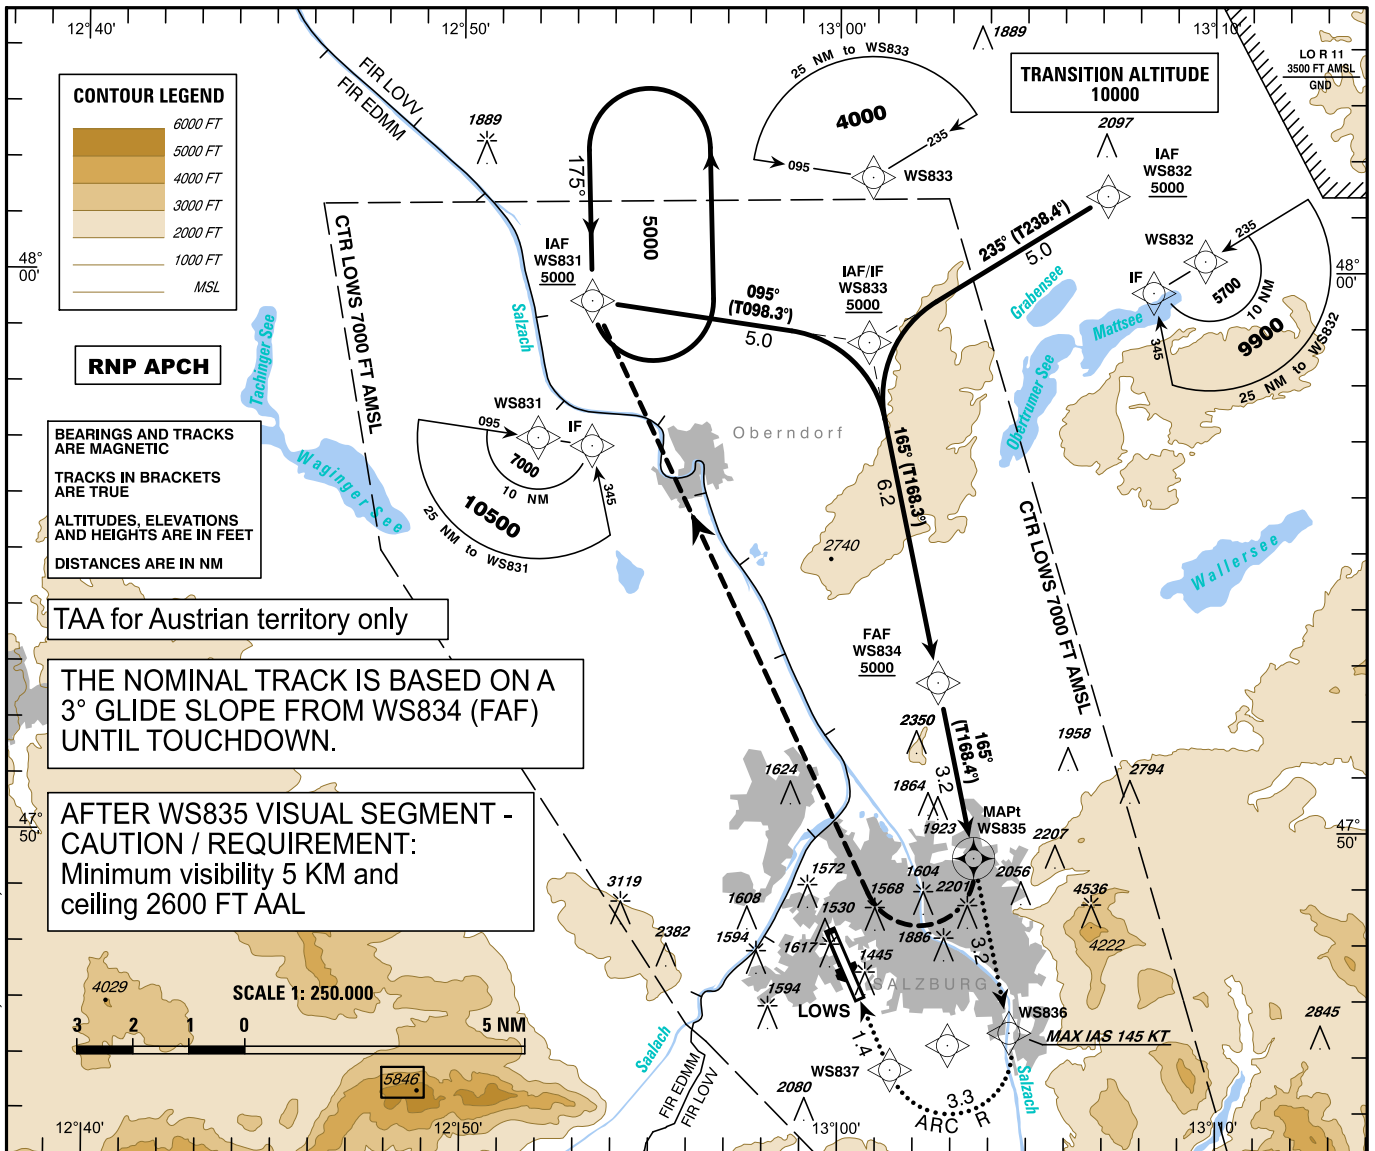 12° 40'
12° 50'
13° 00'
13° 10'
1889
LO R 11
3500 FT AMSL
GND
25 NM to WS833
4000
095
235
WS833
TRANSITION ALTITUDE
10000
CONTOUR LEGEND
6000 FT
5000 FT
4000 FT
3000 FT
2000 FT
1000 FT
MSL
FIR LOVV
FIR EDMM
1889
2097
IAF
WS832
5000
175°
5000
CTR LOWS 7000 FT AMSL
IAF
WS831
5000
235° (T238.4°)
5.0
WS832
235
IF
5700
10 NM
9900
25 NM to WS832
345
48°
00'
48°
00'
IAF/IF
WS833
5000
095°
(T098.3°)
5.0
Grabensee
Mattsee
Obertrumer See
Salzach
Tachinger See
RNP APCH
WS831
095
IF
7000
10 NM
10500
25 NM to WS831
345
Oberndorf
BEARINGS AND TRACKS
ARE MAGNETIC
TRACKS IN BRACKETS
ARE TRUE
ALTITUDES, ELEVATIONS
AND HEIGHTS ARE IN FEET
DISTANCES ARE IN NM
Waginger See
165° (T168.3°)
6.2
CTR LOWS 7000 FT AMSL
2740
Wallersee
TAA for Austrian territory only
FAF
WS834
5000
THE NOMINAL TRACK IS BASED ON A
3° GLIDE SLOPE FROM WS834 (FAF)
UNTIL TOUCHDOWN.
2350
165°
(T168.4°)
3.2
1958
2794
1624
1864
1923
MAPt
WS835
47°
50'
47°
50'
AFTER WS835 VISUAL SEGMENT -
CAUTION / REQUIREMENT:
Minimum visibility 5 KM and
ceiling 2600 FT AAL
2207
1572
1604
2056
3119
1568
2201
4536
1608
1530
2382
1594
1617
1886
4222
3.2
1445
SALZBURG
4029
SCALE 1: 250.000
1594
LOWS
WS836
MAX IAS 145 KT
2845
3 2 1 0 5 NM
1.4
Saalach
WS837
5846
FIR EDMM
FIR LOVV
2080
3.3
ARC R
Salzach
12° 40'
12° 50'
13° 00'
13° 10'